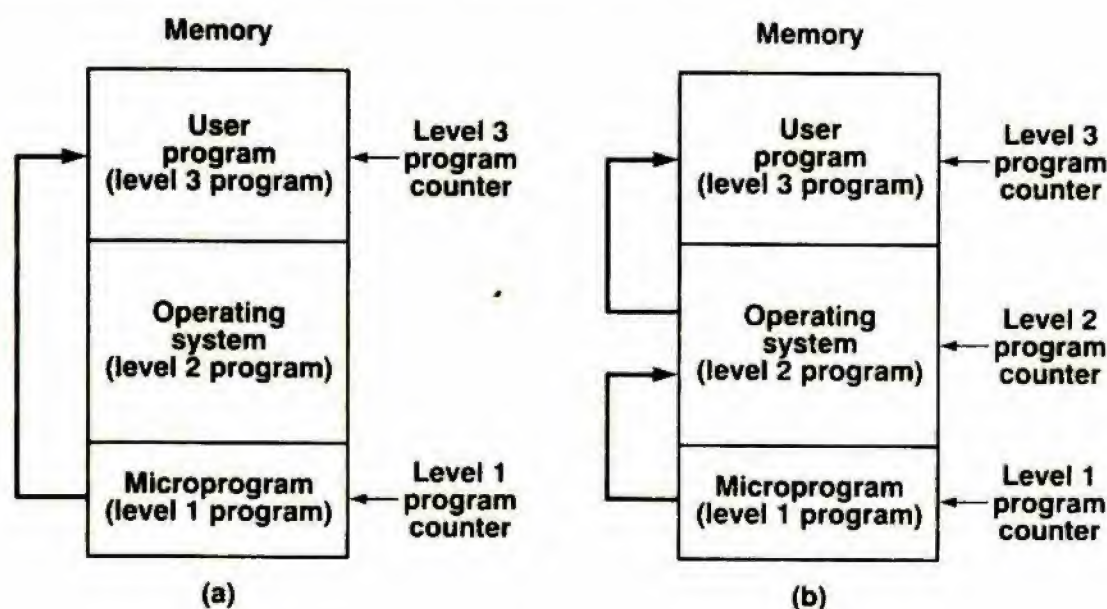 Memory
User
program
(level 3 program)
Level 3
program
counter
Operating
system
(level 2 program)
Microprogram
(level 1 program)
Level 1
program
counter
(a)
Memory
User
program
(level 3 program)
Level 3
program
counter
Operating
system
(level 2 program)
Level 2
program
counter
Microprogram
(level 1 program)
Level 1
program
counter
(b)